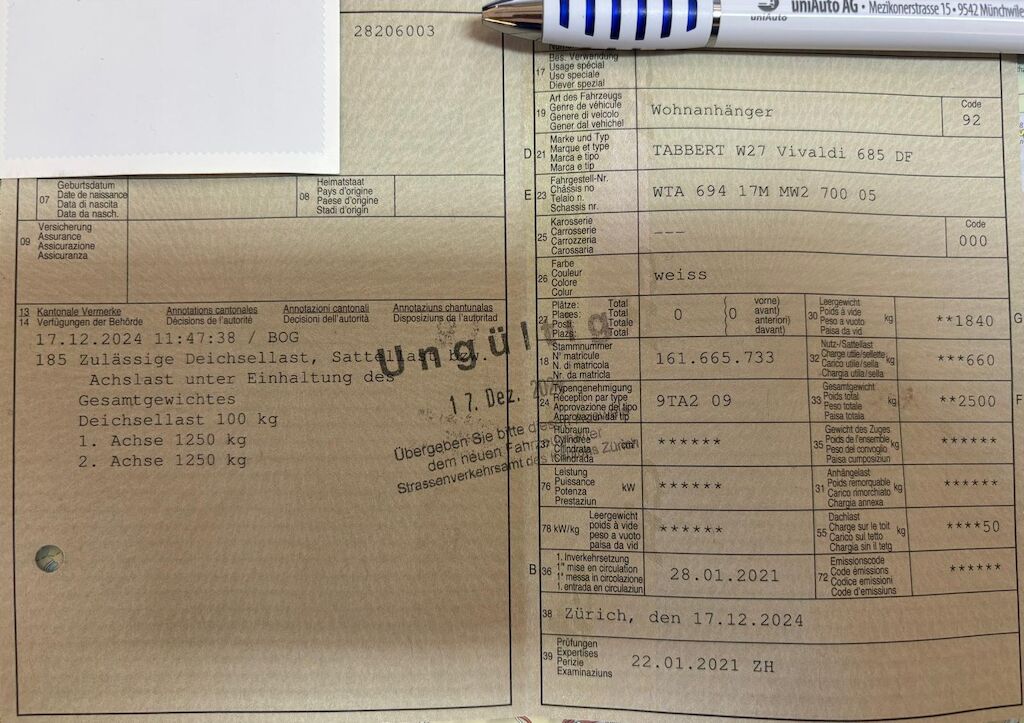 uniAuto AG • Mezikonerstrasse 15 • 9542 Münchwile
uniAuto
28206003
07 Geburtsdatum
Date de naissance
Data di nascita
Data da nasch.
08 Heimatstaat
Pays d'origine
Paese d'origine
Stadi d'origin
09 Versicherung
Assurance
Assicurazione
Assicuranza
13 Kantonale Vermerke Annotations cantonales Annotazioni cantonali Annotaziuns chantunalas
14 Verfügungen der Behörde Décisions de l'autorité Decisioni dell'autorità Disposiziuns da l'autoritad
17.12.2024 11:47:38 / BOG
185 Zulässige Deichsellast, Sattellast bzw.
Achslast unter Einhaltung des
Gesamtgewichtes
Deichsellast 100 kg
1. Achse 1250 kg
2. Achse 1250 kg
Ungültig
17. Dez. 202
Übergeben Sie bitte
dem neuen
Strassenverkehrsamt des Zürich
17 Bes. Verwendung
Usage spécial
Uso speciale
Diever spezial
19 Art des Fahrzeugs
Genre de véhicule
Genere di veicolo
Gener dal vehichel
Wohnanhänger
Code
92
D 21 Marke und Typ
Marque et type
Marca e tipo
Marca e tip
TABBERT W27 Vivaldi 685 DF
E 23 Fahrgestell-Nr.
Châssis no
Telaio n.
Schassis nr.
WTA 694 17M MW2 700 05
25 Karosserie
Carrosserie
Carrozzeria
Carossaria
---
Code
000
26 Farbe
Couleur
Colore
Colur
weiss
27 Plätze: Total
Places: Total
Posti: Totale
Plazs: Total
0 (0 vorne)
avant)
anteriori)
davant)
30 Leergewicht
Poids à vide
Peso a vuoto
Paisa da vid
kg
**1840
G
18 Stammnummer
N° matricule
N. di matricola
Nr. da matricla
161.665.733
32 Nutz-/Sattellast
Charge utile/sellette
Carico utile/sella
Chargia utila/sella
kg
***660
24 Typengenehmigung
Réception par type
Approvazione del tipo
Approvaziun dal tip
9TA2 09
33 Gesamtgewicht
Poids total
Peso totale
Paisa totala
kg
**2500
F
37 Hubraum
Cylindrée
Cilindrata
Cilindrada
cm³
******
35 Gewicht des Zuges
Poids de l'ensemble
Peso del convoglio
Paisa cumposiziun
kg
******
76 Leistung
Puissance
Potenza
Prestaziun
kW
******
31 Anhängelast
Poids remorquable
Carico rimorchiato
Chargia annexa
kg
******
78 kW/kg Leergewicht
poids à vide
peso a vuoto
paisa da vid
******
55 Dachlast
Charge sur le toit
Carico sul tetto
Chargia sin il tetg
kg
****50
B 36 1. Inverkehrsetzung
1re mise en circulation
1a messa in circolazione
1. entrada en circulaziun
28.01.2021
72 Emissionscode
Code émissions
Codice emissioni
Code d'emissiuns
******
38 Zürich, den 17.12.2024
39 Prüfungen
Expertises
Perizie
Examinaziuns
22.01.2021 ZH